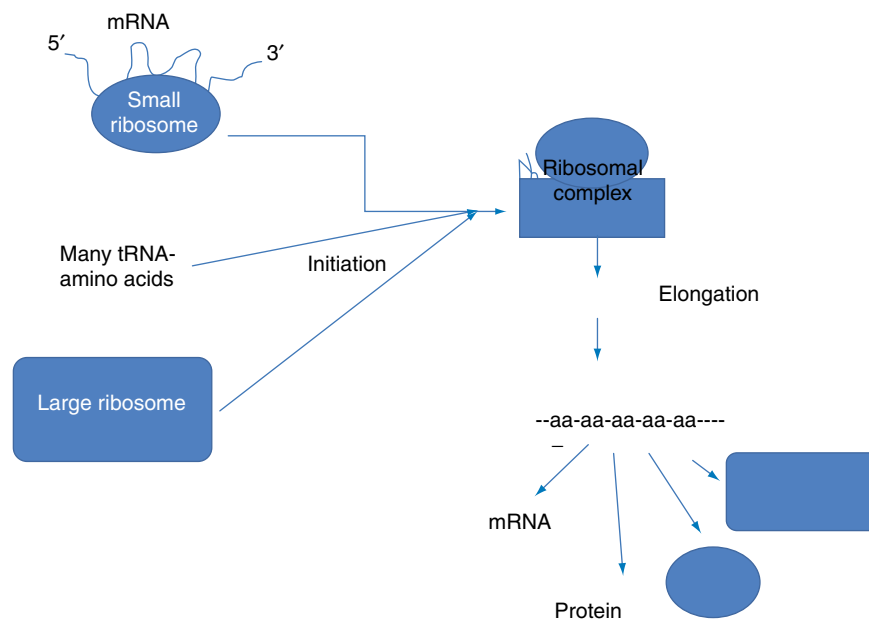 mRNA
5′
3′
Small
ribosome
Ribosomal
complex
Many tRNA-
amino acids
Initiation
Elongation
Large ribosome
--aa-aa-aa-aa-aa----
–
mRNA
Protein